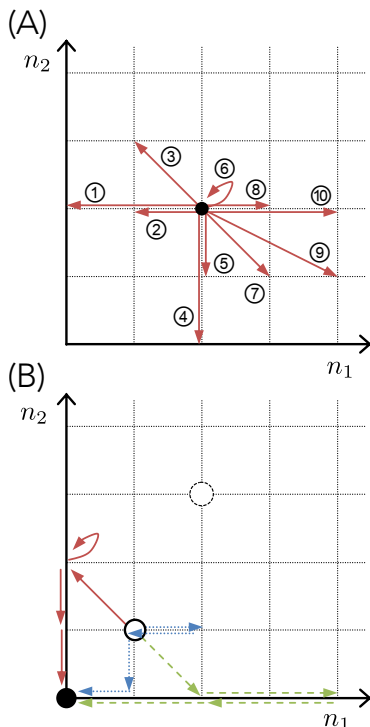 (A)
n₂
③
⑥
①
⑧
⑩
②
⑤
⑨
⑦
④
n₁
(B)
n₂
n₁